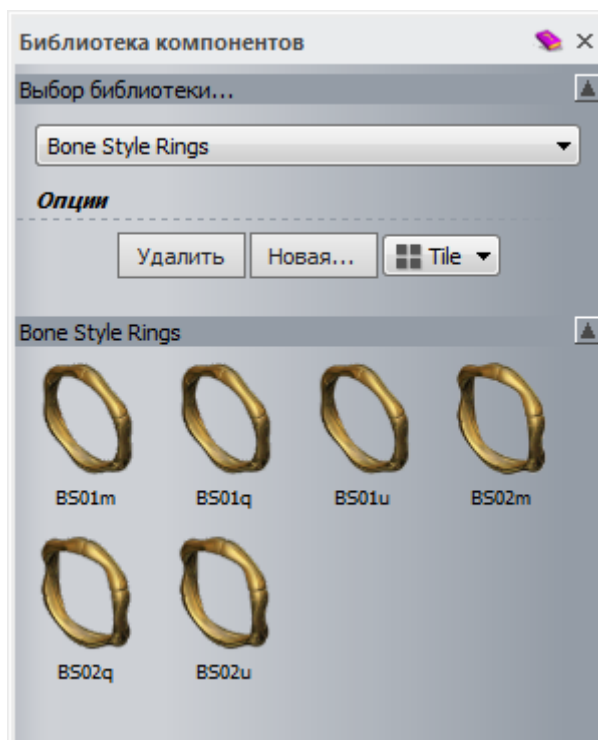 Библиотека компонентов
Выбор библиотеки...
Bone Style Rings
Опции
Удалить Новая... Tile
Bone Style Rings
BS01m BS01q BS01u BS02m
BS02q BS02u